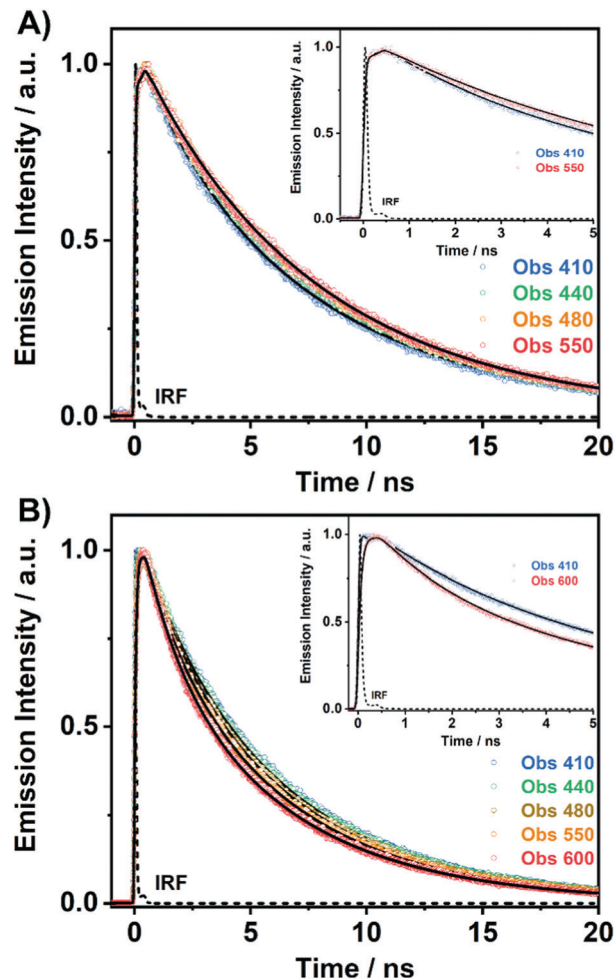 A)
Emission Intensity / a.u.
1.0
0.5
0.0
0
5
10
15
20
Time / ns
IRF
Obs 410
Obs 440
Obs 480
Obs 550
Emission Intensity / a.u.
1.0
0.5
0.0
0
1
2
3
4
5
Time / ns
IRF
Obs 410
Obs 550
B)
Emission Intensity / a.u.
1.0
0.5
0.0
0
5
10
15
20
Time / ns
IRF
Obs 410
Obs 440
Obs 480
Obs 550
Obs 600
Emission Intensity / a.u.
1.0
0.5
0.0
0
1
2
3
4
5
Time / ns
IRF
Obs 410
Obs 600